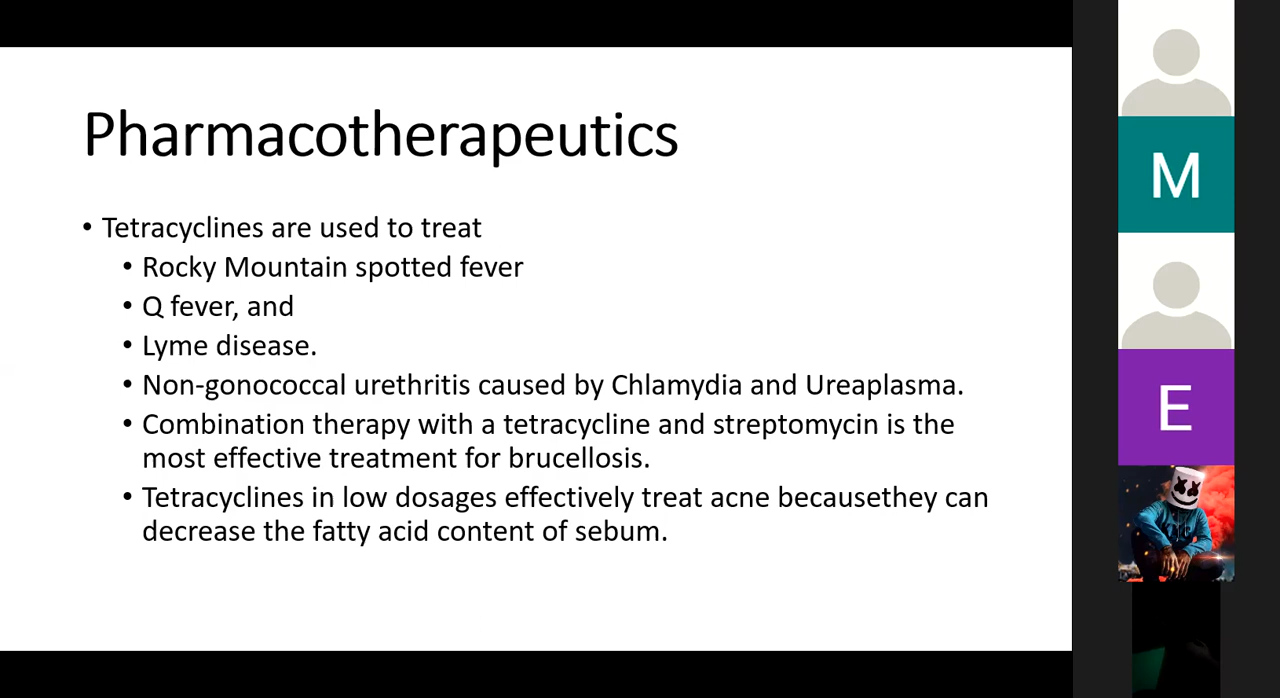 Pharmacotherapeutics
• Tetracyclines are used to treat
• Rocky Mountain spotted fever
• Q fever, and
• Lyme disease.
• Non-gonococcal urethritis caused by Chlamydia and Ureaplasma.
• Combination therapy with a tetracycline and streptomycin is the
most effective treatment for brucellosis.
• Tetracyclines in low dosages effectively treat acne becausethey can
decrease the fatty acid content of sebum.
M
E